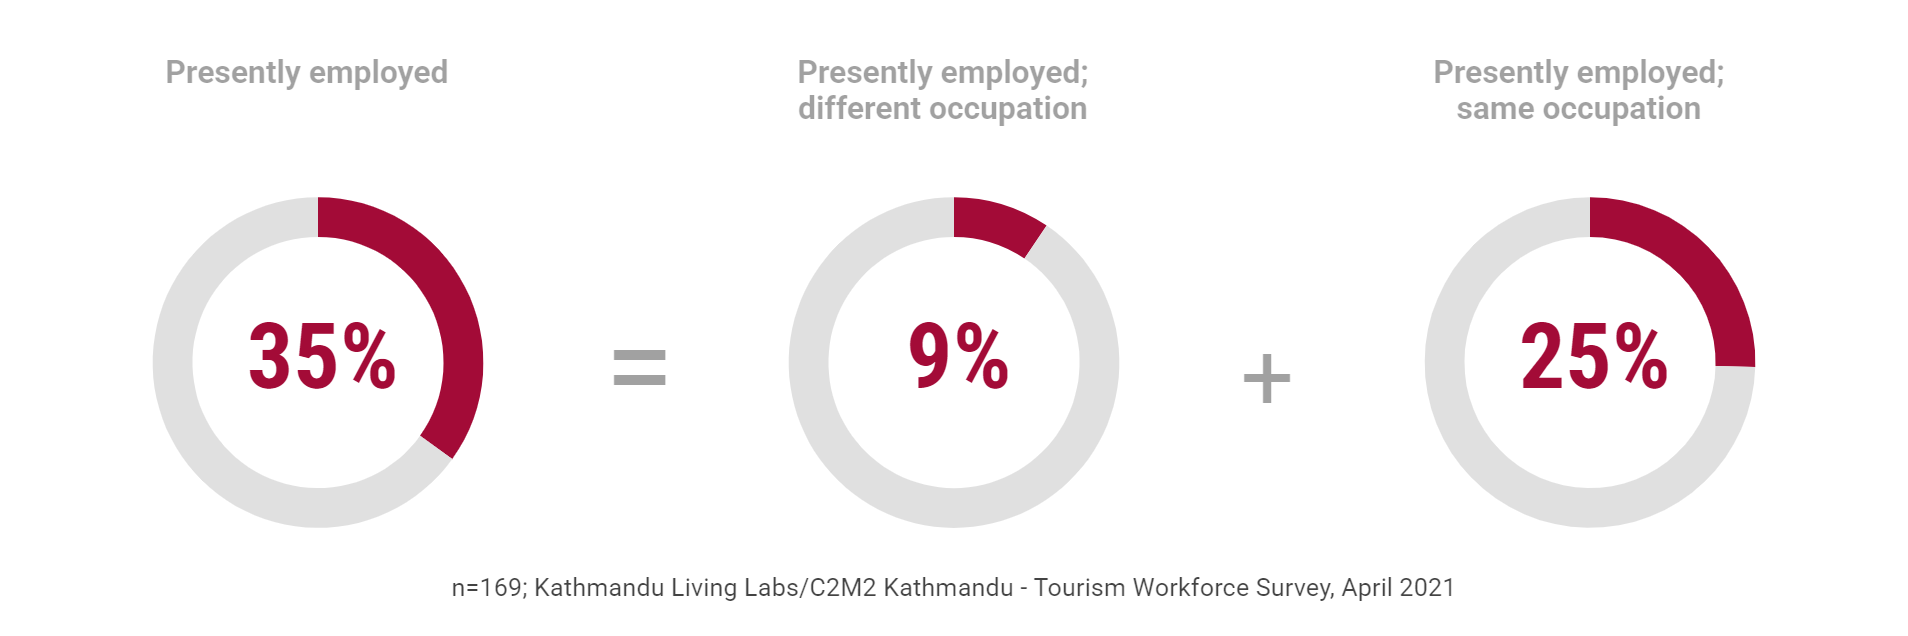 Presently employed
Presently employed;
different occupation
Presently employed;
same occupation
35%
=
9%
+
25%
n=169; Kathmandu Living Labs/C2M2 Kathmandu - Tourism Workforce Survey, April 2021